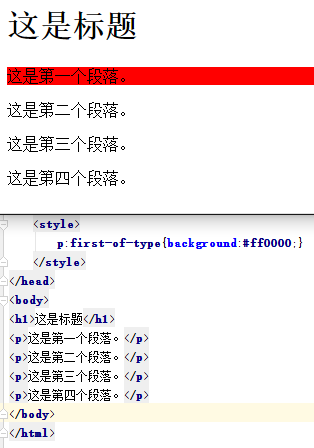 这是标题
这是第一个段落。
这是第二个段落。
这是第三个段落。
这是第四个段落。
<style>
p:first-of-type{background:#ff0000;}
</style>
</head>
<body>
<h1>这是标题</h1>
<p>这是第一个段落。</p>
<p>这是第二个段落。</p>
<p>这是第三个段落。</p>
<p>这是第四个段落。</p>
</body>
</html>